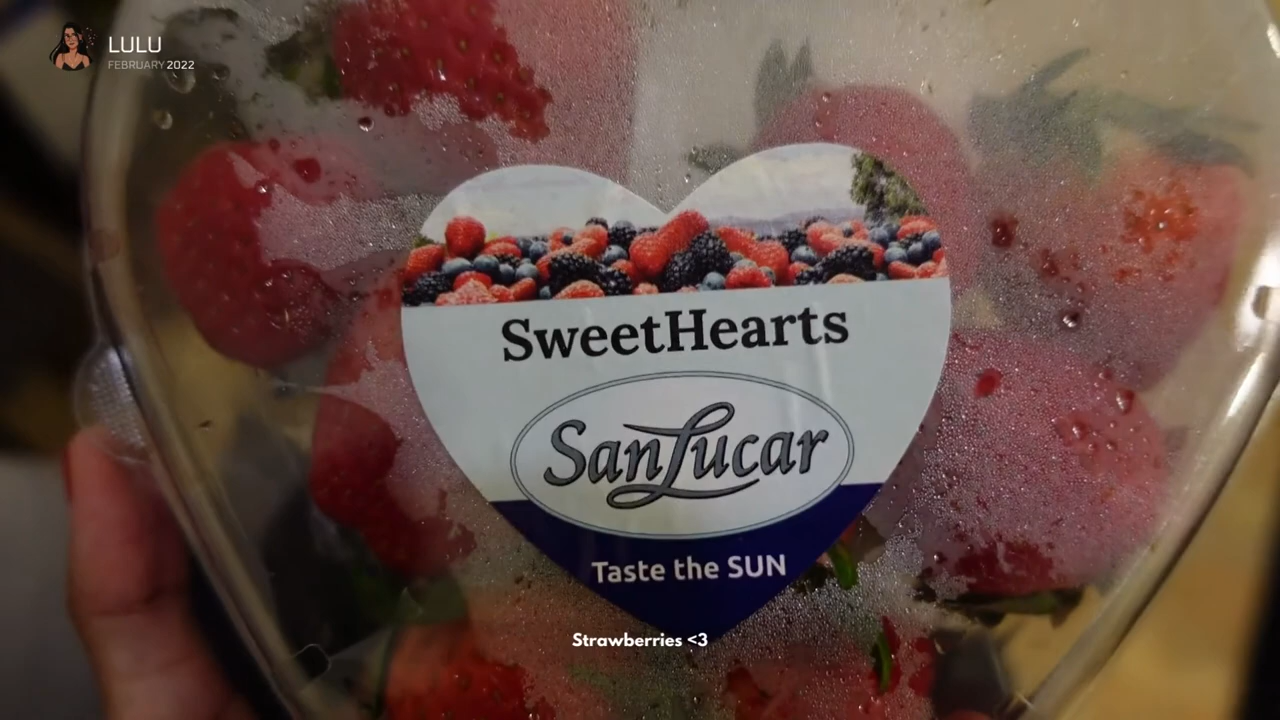 LULU
FEBRUARY 2022
SweetHearts
SanLucar
Taste the SUN
Strawberries <3